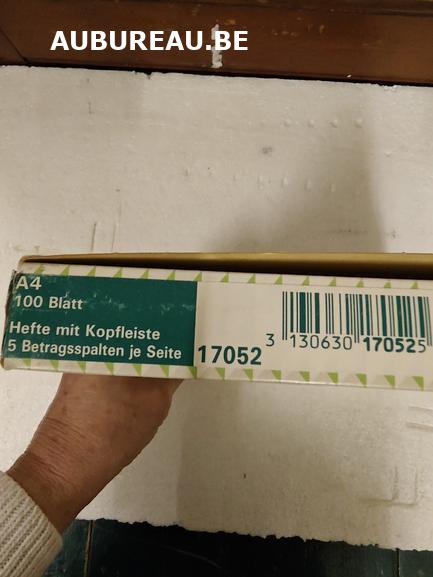 AUBUREAU.BE
A4
100 Blatt
Hefte mit Kopfleiste
5 Betragsspalten je Seite
17052
3 130630 170525